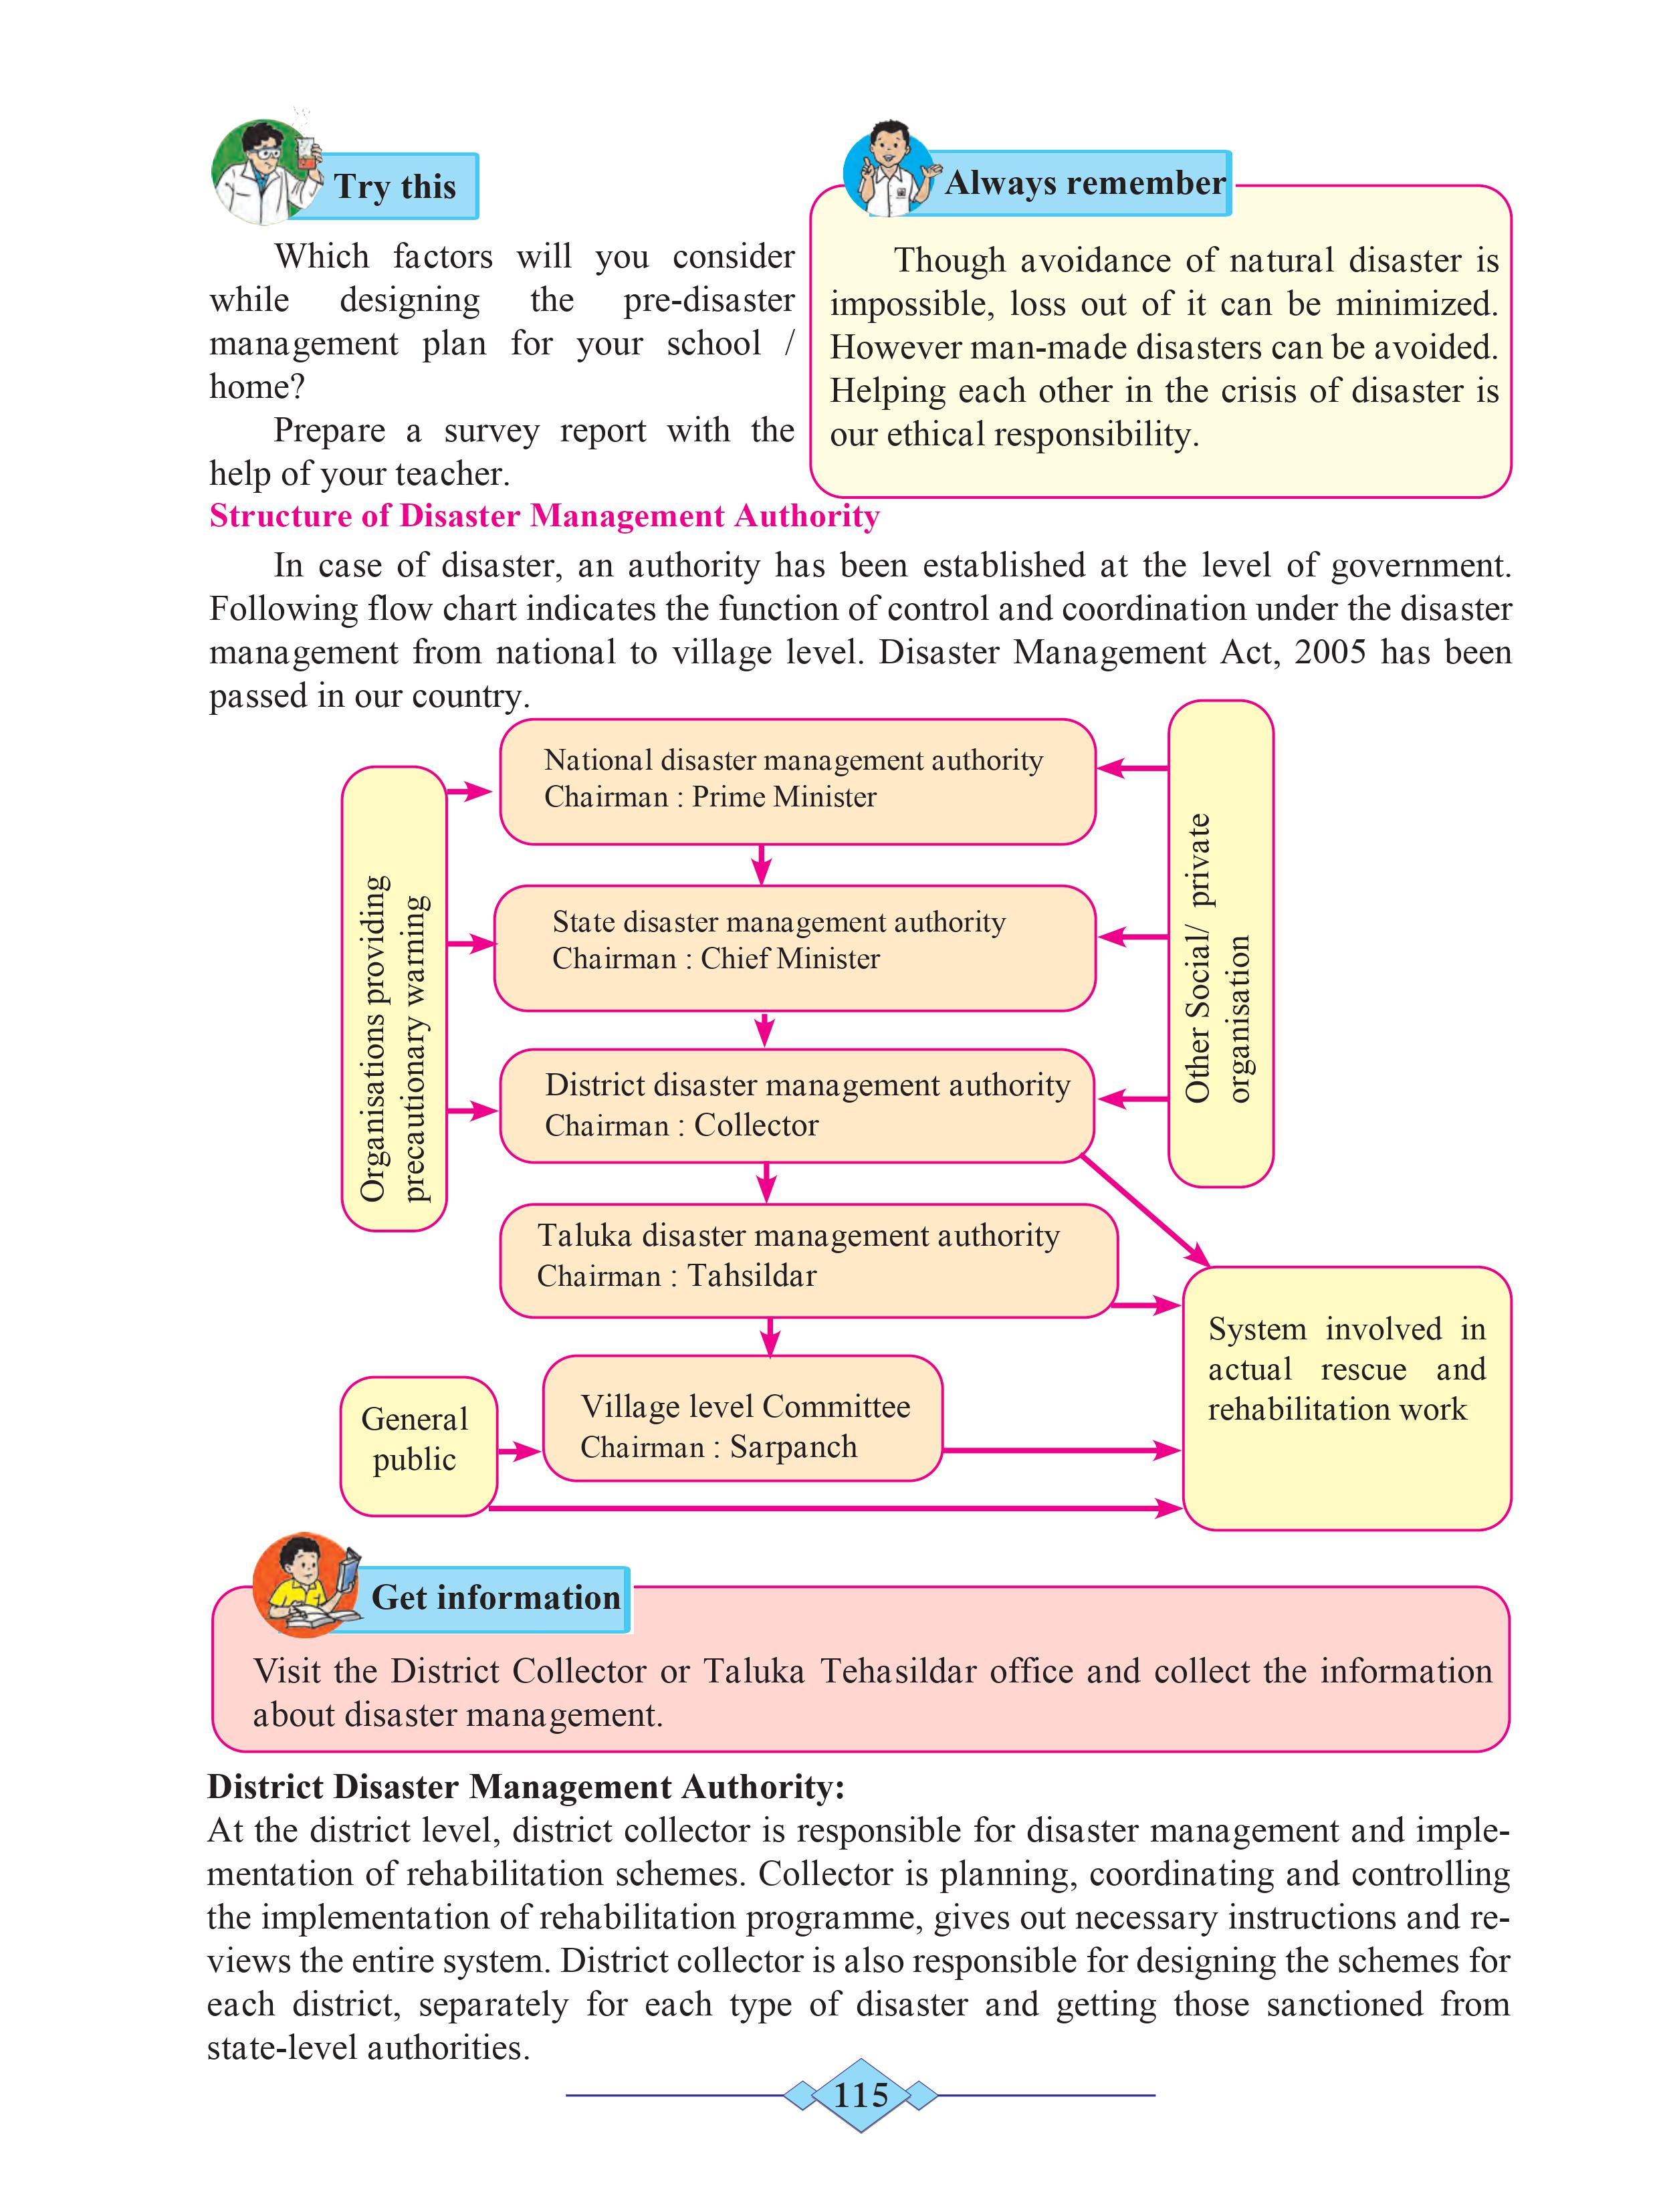 Try this
Which factors will you consider
while designing the pre-disaster
management plan for your school /
home?
Prepare a survey report with the
help of your teacher.
Always remember
Though avoidance of natural disaster is
impossible, loss out of it can be minimized.
However man-made disasters can be avoided.
Helping each other in the crisis of disaster is
our ethical responsibility.
Structure of Disaster Management Authority
In case of disaster, an authority has been established at the level of government.
Following flow chart indicates the function of control and coordination under the disaster
management from national to village level. Disaster Management Act, 2005 has been
passed in our country.
Organisations providing
precautionary warning
National disaster management authority
Chairman : Prime Minister
State disaster management authority
Chairman : Chief Minister
District disaster management authority
Chairman : Collector
Taluka disaster management authority
Chairman : Tahsildar
Other Social/ private
organisation
General
public
Village level Committee
Chairman : Sarpanch
System involved in
actual rescue and
rehabilitation work
Get information
Visit the District Collector or Taluka Tehasildar office and collect the information
about disaster management.
District Disaster Management Authority:
At the district level, district collector is responsible for disaster management and imple-
mentation of rehabilitation schemes. Collector is planning, coordinating and controlling
the implementation of rehabilitation programme, gives out necessary instructions and re-
views the entire system. District collector is also responsible for designing the schemes for
each district, separately for each type of disaster and getting those sanctioned from
state-level authorities.
115